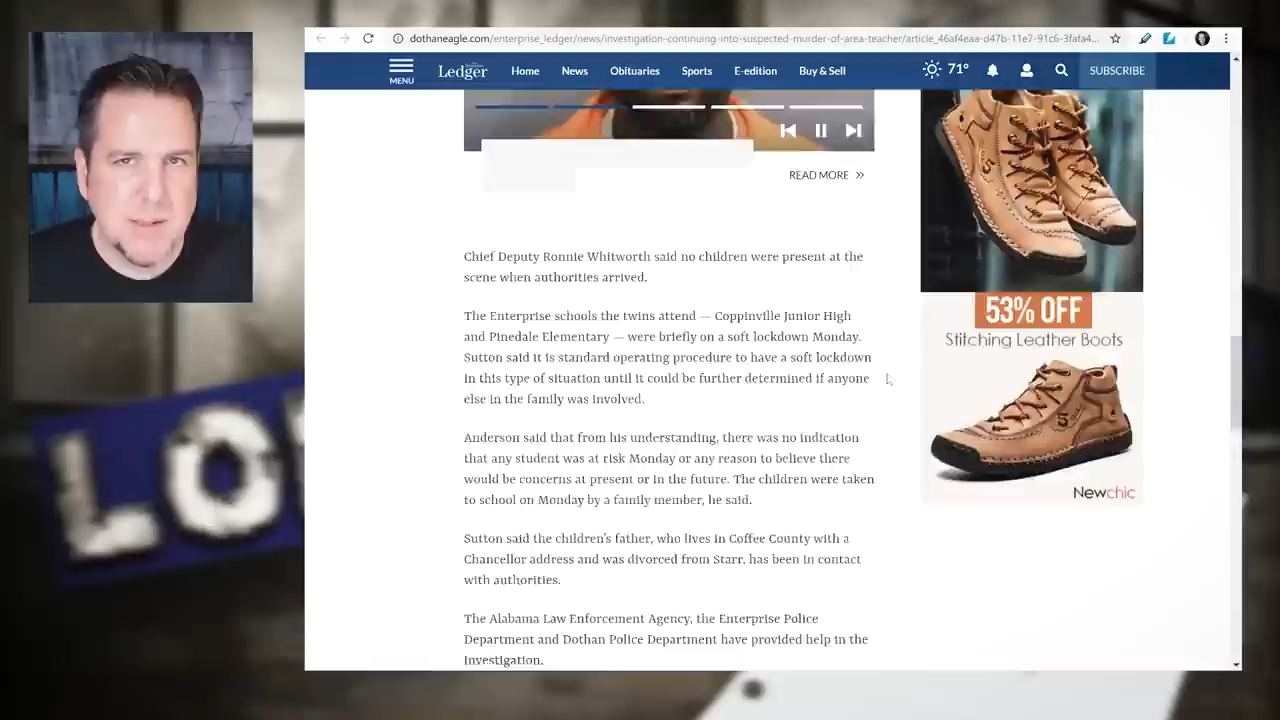 dothaneagle.com/enterprise_ledger/news/investigation-continuing-into-suspected-murder-of-area-teacher/article_46af4eaa-d47b-11e7-91c6-3fafa4...
MENU
Ledger
Home
News
Obituaries
Sports
E-edition
Buy & Sell
71°
SUBSCRIBE
READ MORE »
Chief Deputy Ronnie Whitworth said no children were present at the
scene when authorities arrived.
The Enterprise schools the twins attend — Coppinville Junior High
and Pinedale Elementary — were briefly on a soft lockdown Monday.
Sutton said it is standard operating procedure to have a soft lockdown
in this type of situation until it could be further determined if anyone
else in the family was involved.
Anderson said that from his understanding, there was no indication
that any student was at risk Monday or any reason to believe there
would be concerns at present or in the future. The children were taken
to school on Monday by a family member, he said.
Sutton said the children's father, who lives in Coffee County with a
Chancellor address and was divorced from Starr, has been in contact
with authorities.
The Alabama Law Enforcement Agency, the Enterprise Police
Department and Dothan Police Department have provided help in the
investigation.
53% OFF
Stitching Leather Boots
5
Newchic
LO